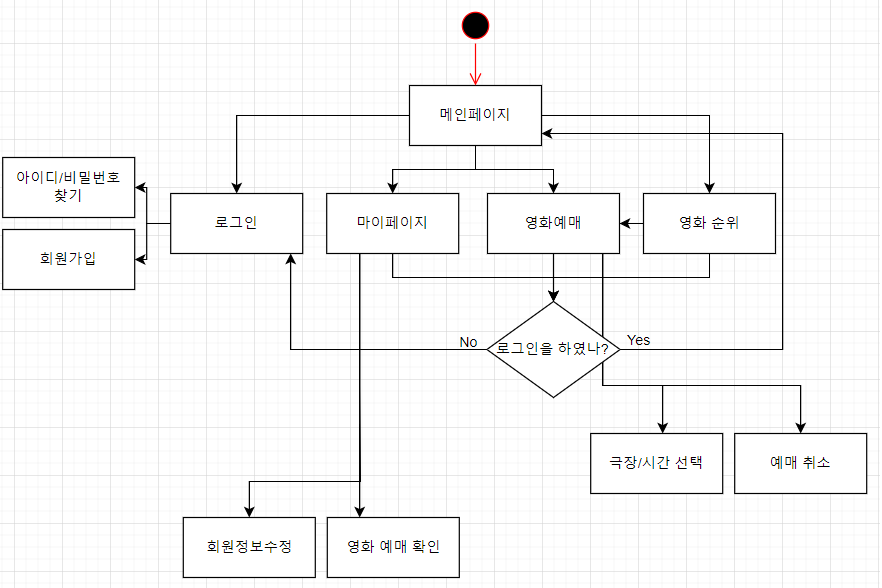 메인페이지
아이디/비밀번호
찾기
로그인
마이페이지
영화예매
영화 순위
회원가입
No
로그인을 하였나?
Yes
극장/시간 선택
예매 취소
회원정보수정
영화 예매 확인